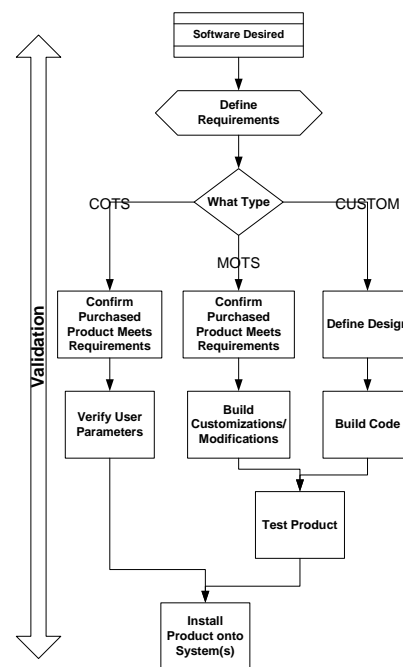 Software Desired
Define
Requirements
What Type
COTS
CUSTOM
MOTS
Confirm
Purchased
Product Meets
Requirements
Confirm
Purchased
Product Meets
Requirements
Define Design
Verify User
Parameters
Build
Customizations/
Modifications
Build Code
Test Product
Install
Product onto
System(s)
Validation